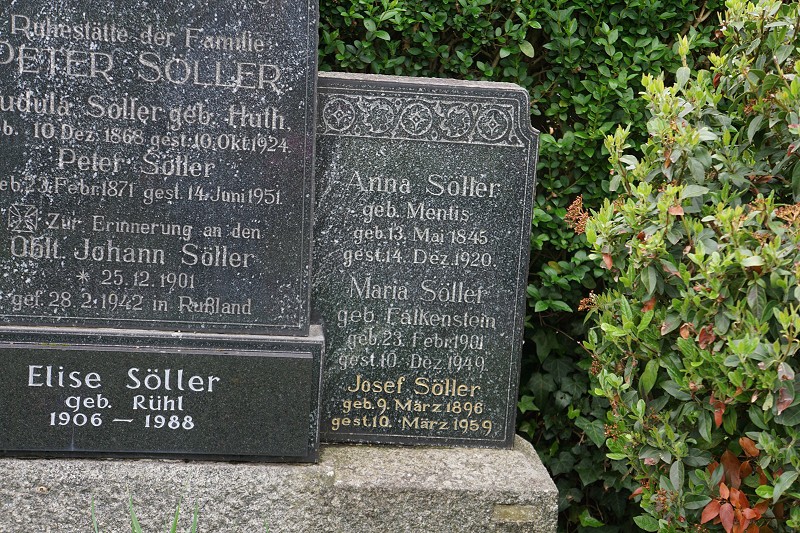 Ruhestätte der Familie
PETER SÖLLER
udula Söller geb. Huth
eb. 10. Dez. 1868 gest. 10. Okt. 1924.
Peter Söller
geb. 23. Febr. 1871 gest. 14. Juni 1951.
Zur Erinnerung an den
Oblt. Johann Söller
* 25.12.1901
gef. 28.2.1942 in Rußland
Elise Söller
geb. Rühl
1906 – 1988
Anna Söller
geb. Mentis
geb. 13. Mai 1845
gest. 14. Dez. 1920.
Maria Söller
geb. Falkenstein
geb. 23. Febr. 1901
gest. 10. Dez. 1949.
Josef Söller
geb. 9. März 1896
gest. 10. März 1959